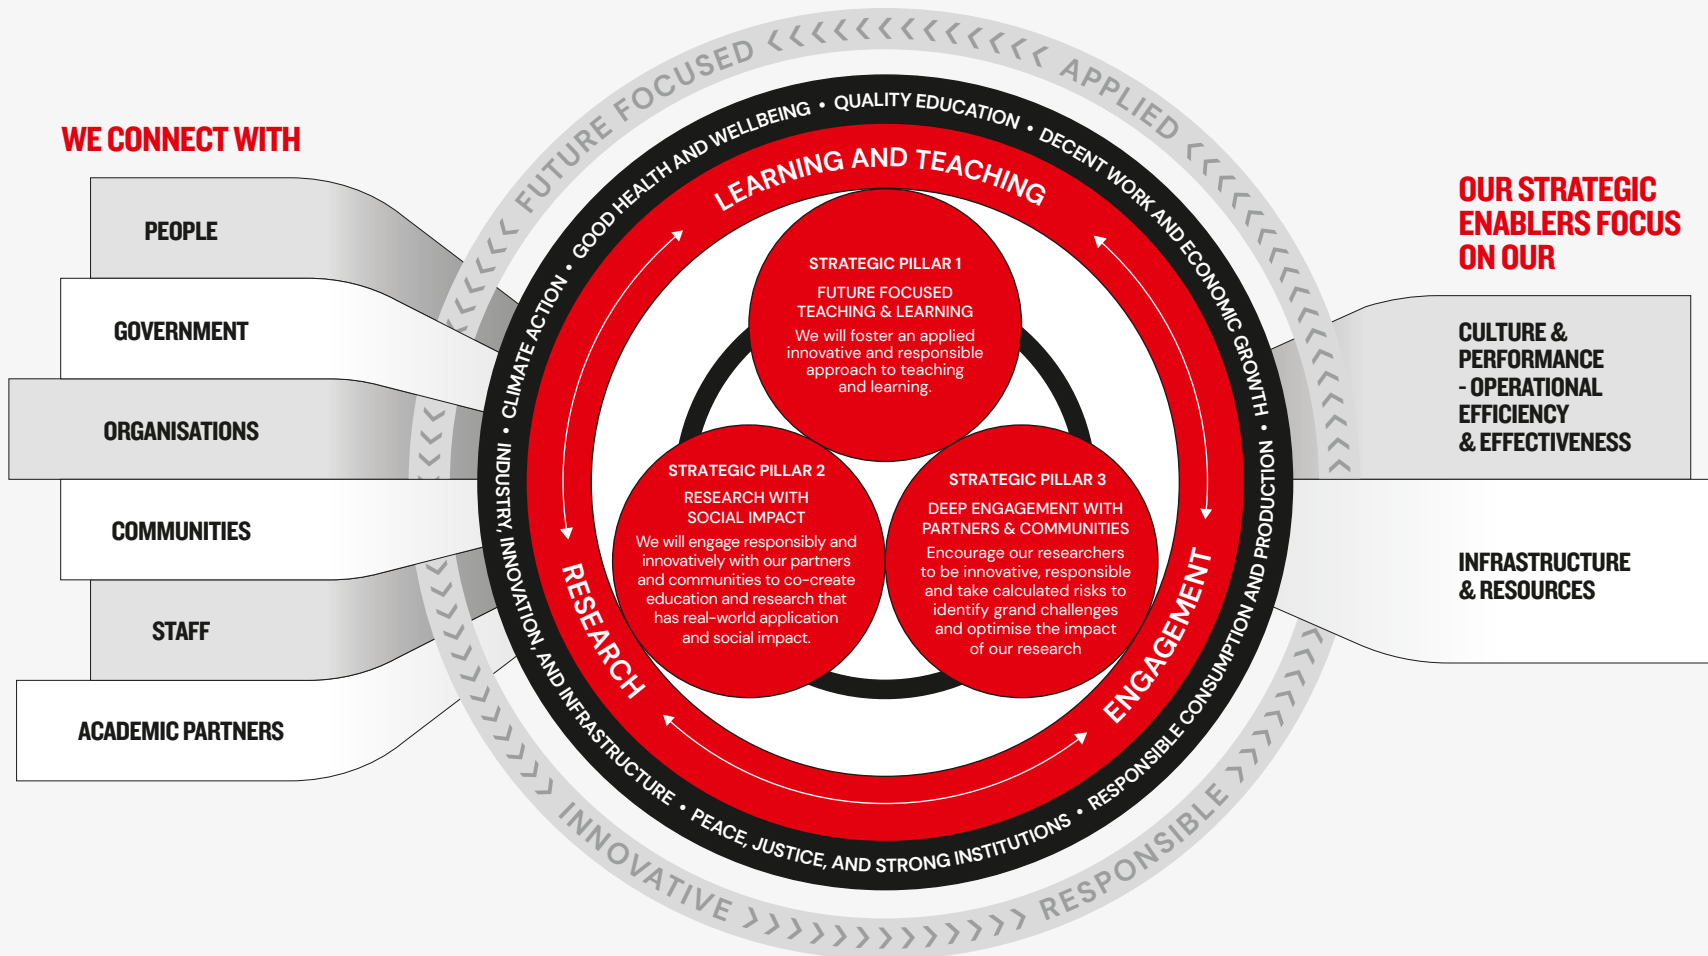 WE CONNECT WITH
PEOPLE
GOVERNMENT
ORGANISATIONS
COMMUNITIES
STAFF
ACADEMIC PARTNERS
FUTURE FOCUSED
APPLIED
INNOVATIVE
RESPONSIBLE
INDUSTRY, INNOVATION, AND INFRASTRUCTURE • CLIMATE ACTION • GOOD HEALTH AND WELLBEING • QUALITY EDUCATION • DECENT WORK AND ECONOMIC GROWTH • RESPONSIBLE CONSUMPTION AND PRODUCTION • PEACE, JUSTICE, AND STRONG INSTITUTIONS •
LEARNING AND TEACHING
RESEARCH
ENGAGEMENT
STRATEGIC PILLAR 1
FUTURE FOCUSED
TEACHING & LEARNING
We will foster an applied
innovative and responsible
approach to teaching
and learning.
STRATEGIC PILLAR 2
RESEARCH WITH
SOCIAL IMPACT
We will engage responsibly and
innovatively with our partners
and communities to co-create
education and research that
has real-world application
and social impact.
STRATEGIC PILLAR 3
DEEP ENGAGEMENT WITH
PARTNERS & COMMUNITIES
Encourage our researchers
to be innovative, responsible
and take calculated risks to
identify grand challenges
and optimise the impact
of our research
OUR STRATEGIC
ENABLERS FOCUS
ON OUR
CULTURE &
PERFORMANCE
- OPERATIONAL
EFFICIENCY
& EFFECTIVENESS
INFRASTRUCTURE
& RESOURCES